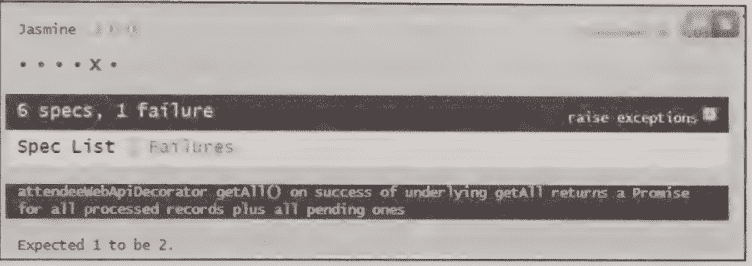 Jasmine
• • • • X •
6 specs, 1 failure
raise exceptions
Spec List | Failures
attendeeWebApiDecorator getAll() on success of underlying getAll returns a Promise
for all processed records plus all pending ones
Expected 1 to be 2.